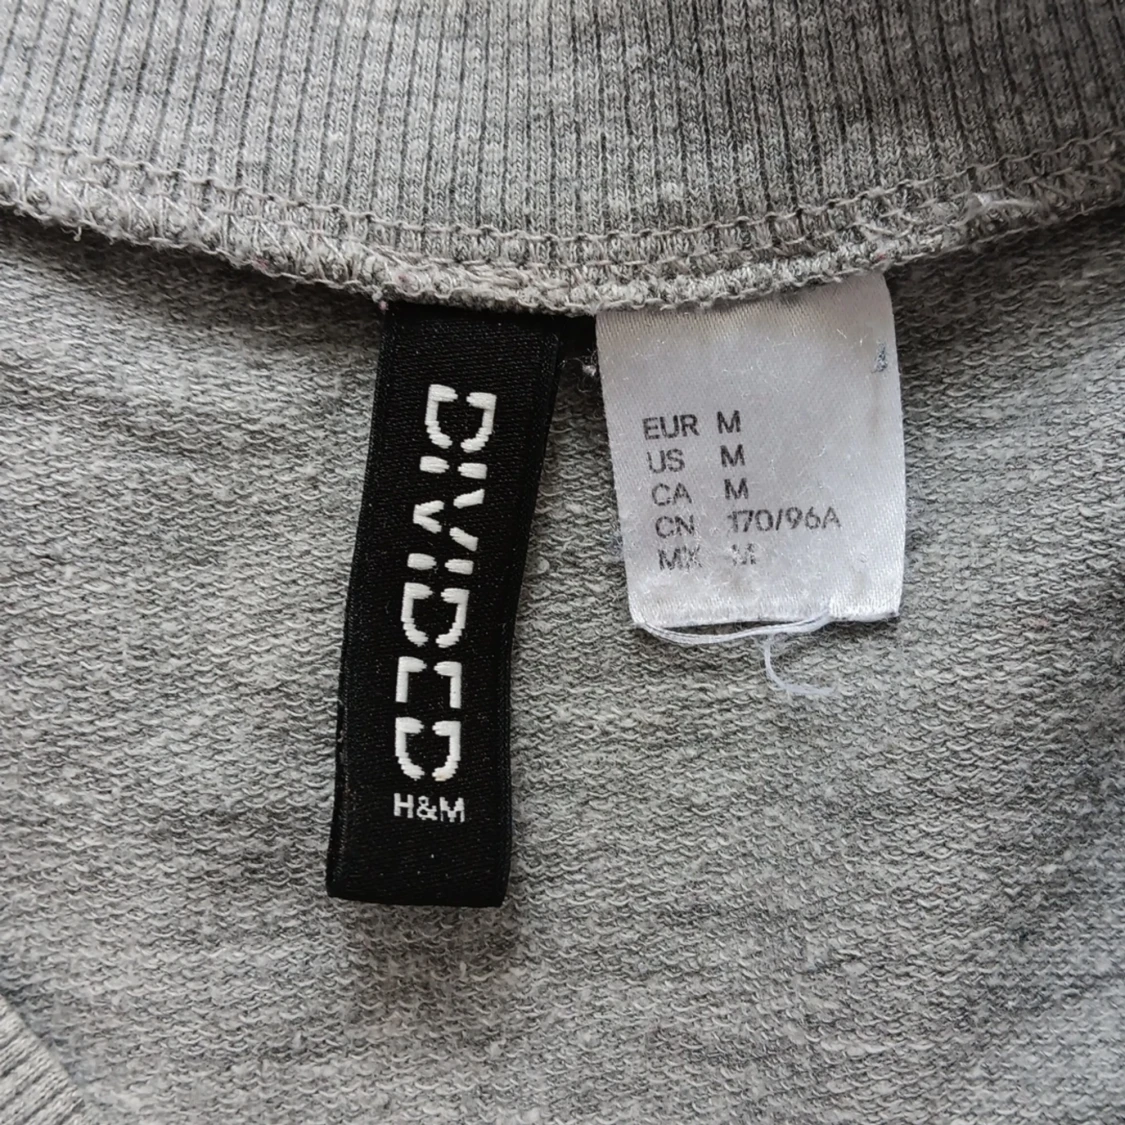 DIVIDED
H&M
EUR M
US M
CA M
CN 170/96A
MX M